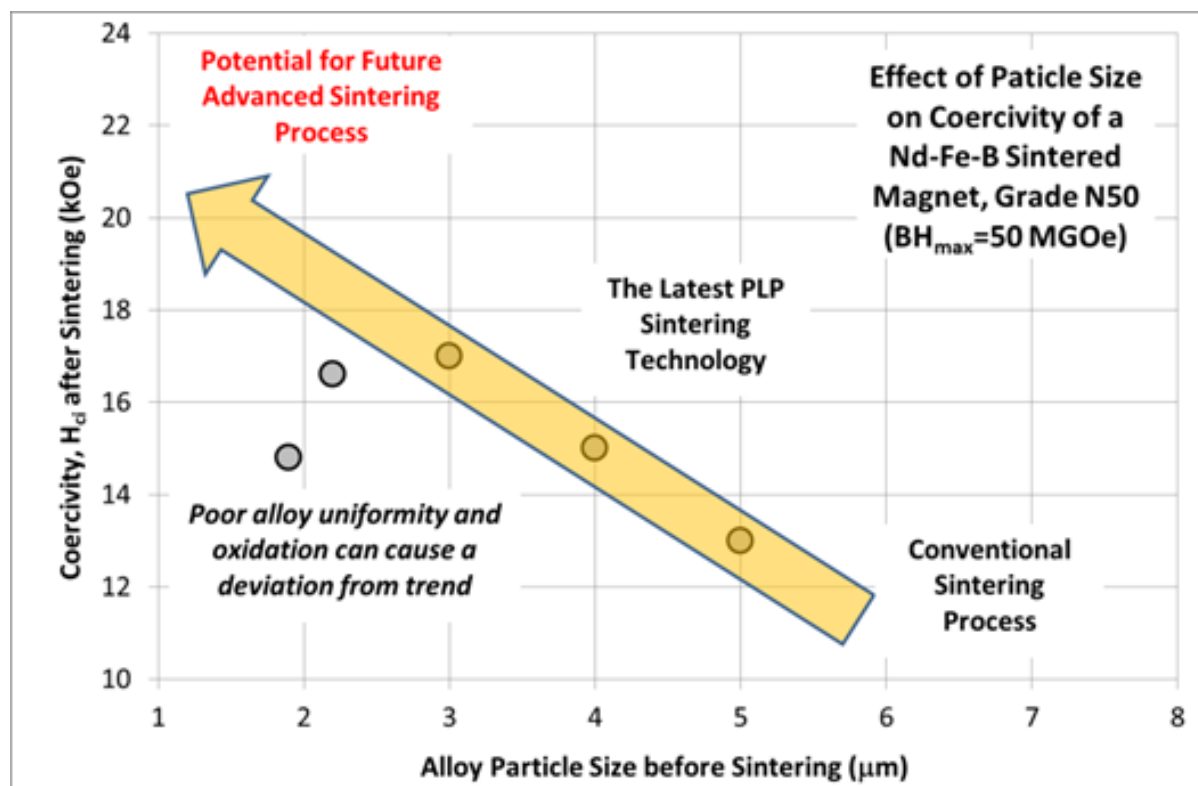 Potential for Future
Advanced Sintering
Process
Effect of Paticle Size
on Coercivity of a
Nd-Fe-B Sintered
Magnet, Grade N50
(BHmax=50 MGOe)
The Latest PLP
Sintering
Technology
Poor alloy uniformity and
oxidation can cause a
deviation from trend
Conventional
Sintering
Process
Coercivity, Hci after Sintering (kOe)
24
22
20
18
16
14
12
10
1 2 3 4 5 6 7 8
Alloy Particle Size before Sintering (μm)